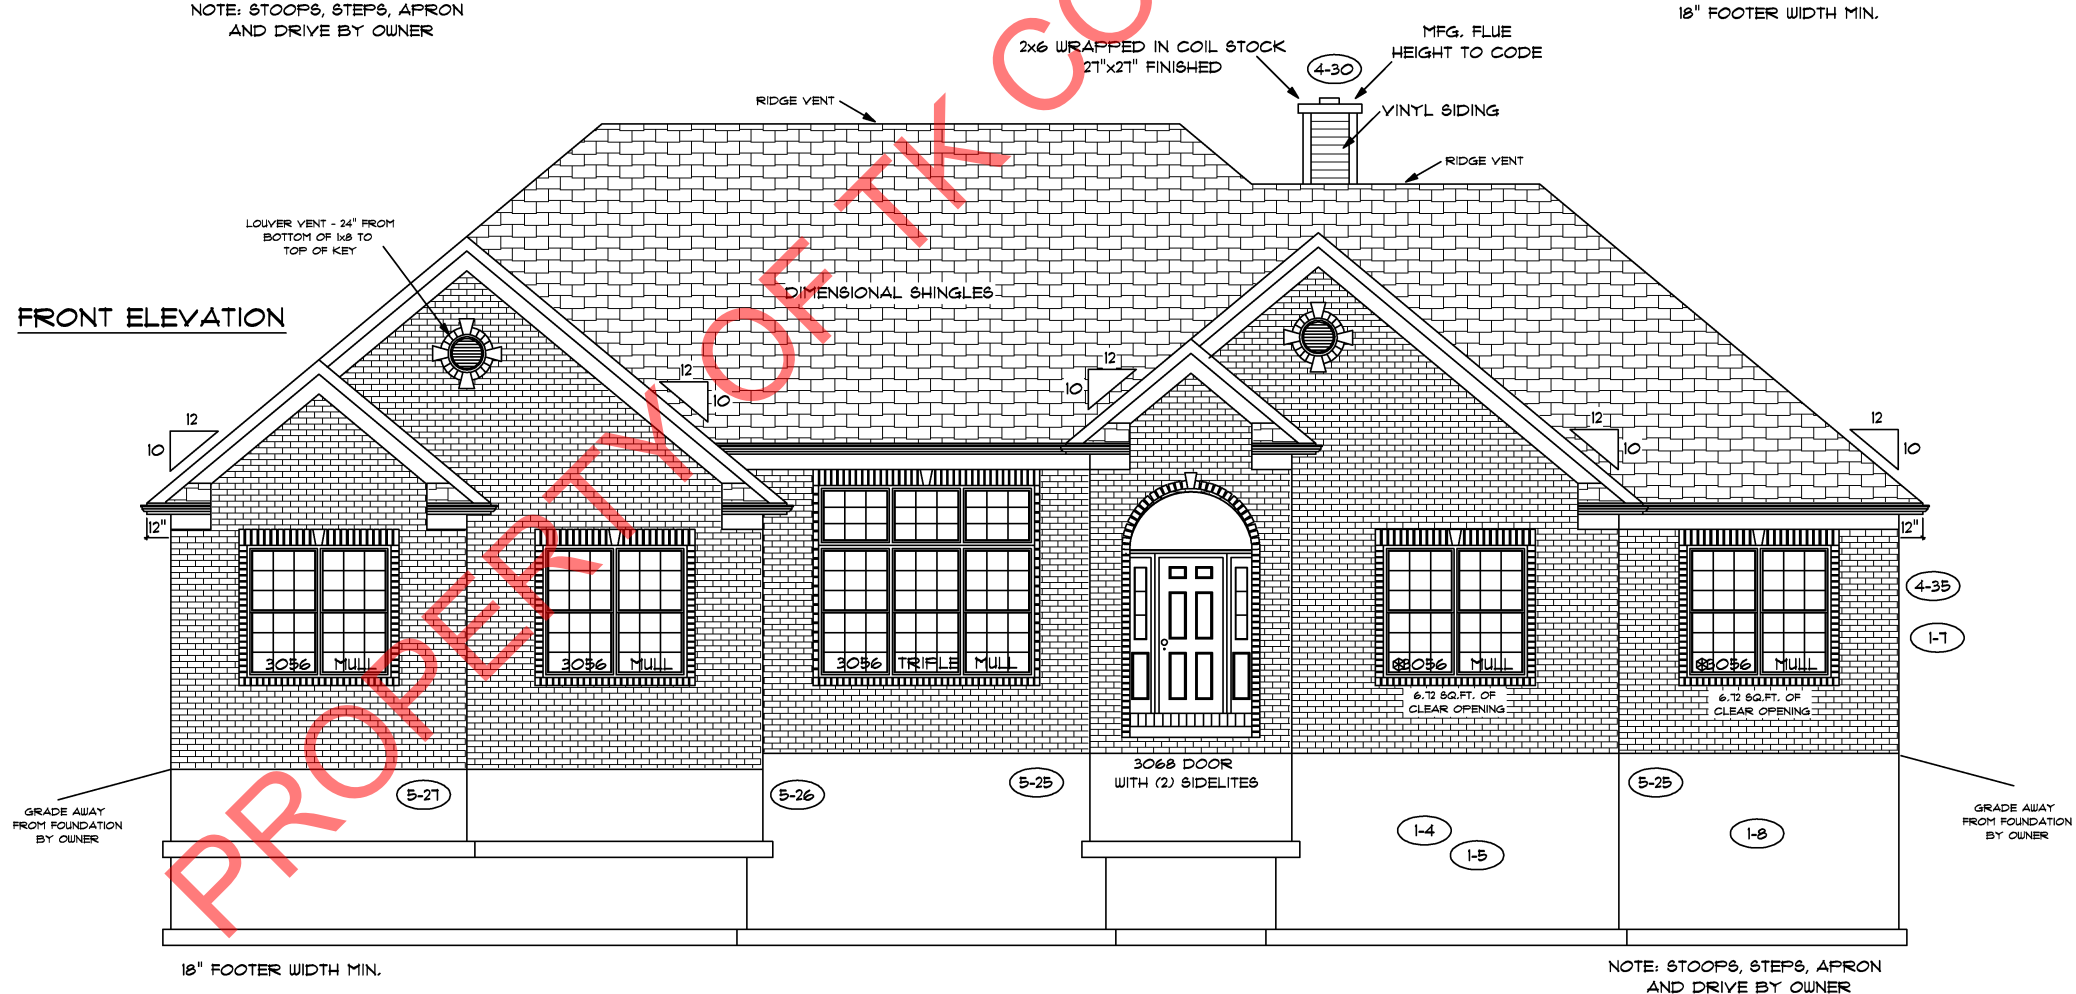 NOTE: STOOPS, STEPS, APRON
AND DRIVE BY OWNER
18" FOOTER WIDTH MIN.
2x6 WRAPPED IN COIL STOCK
27"x27" FINISHED
4-30
MFG. FLUE
HEIGHT TO CODE
RIDGE VENT
VINYL SIDING
RIDGE VENT
LOUVER VENT - 24" FROM
BOTTOM OF 1x8 TO
TOP OF KEY
DIMENSIONAL SHINGLES
FRONT ELEVATION
12
10
12
10
12
10
12
10
12
10
12"
12"
4-35
1-7
3056 MULL
3056 MULL
3056 TRIPLE MULL
3056 MULL
3056 MULL
6.72 SQ.FT. OF
CLEAR OPENING
6.72 SQ.FT. OF
CLEAR OPENING
3068 DOOR
WITH (2) SIDELITES
5-27
5-26
5-25
5-25
1-4
1-5
1-8
GRADE AWAY
FROM FOUNDATION
BY OWNER
GRADE AWAY
FROM FOUNDATION
BY OWNER
18" FOOTER WIDTH MIN.
NOTE: STOOPS, STEPS, APRON
AND DRIVE BY OWNER
PROPERTY OF TK CO